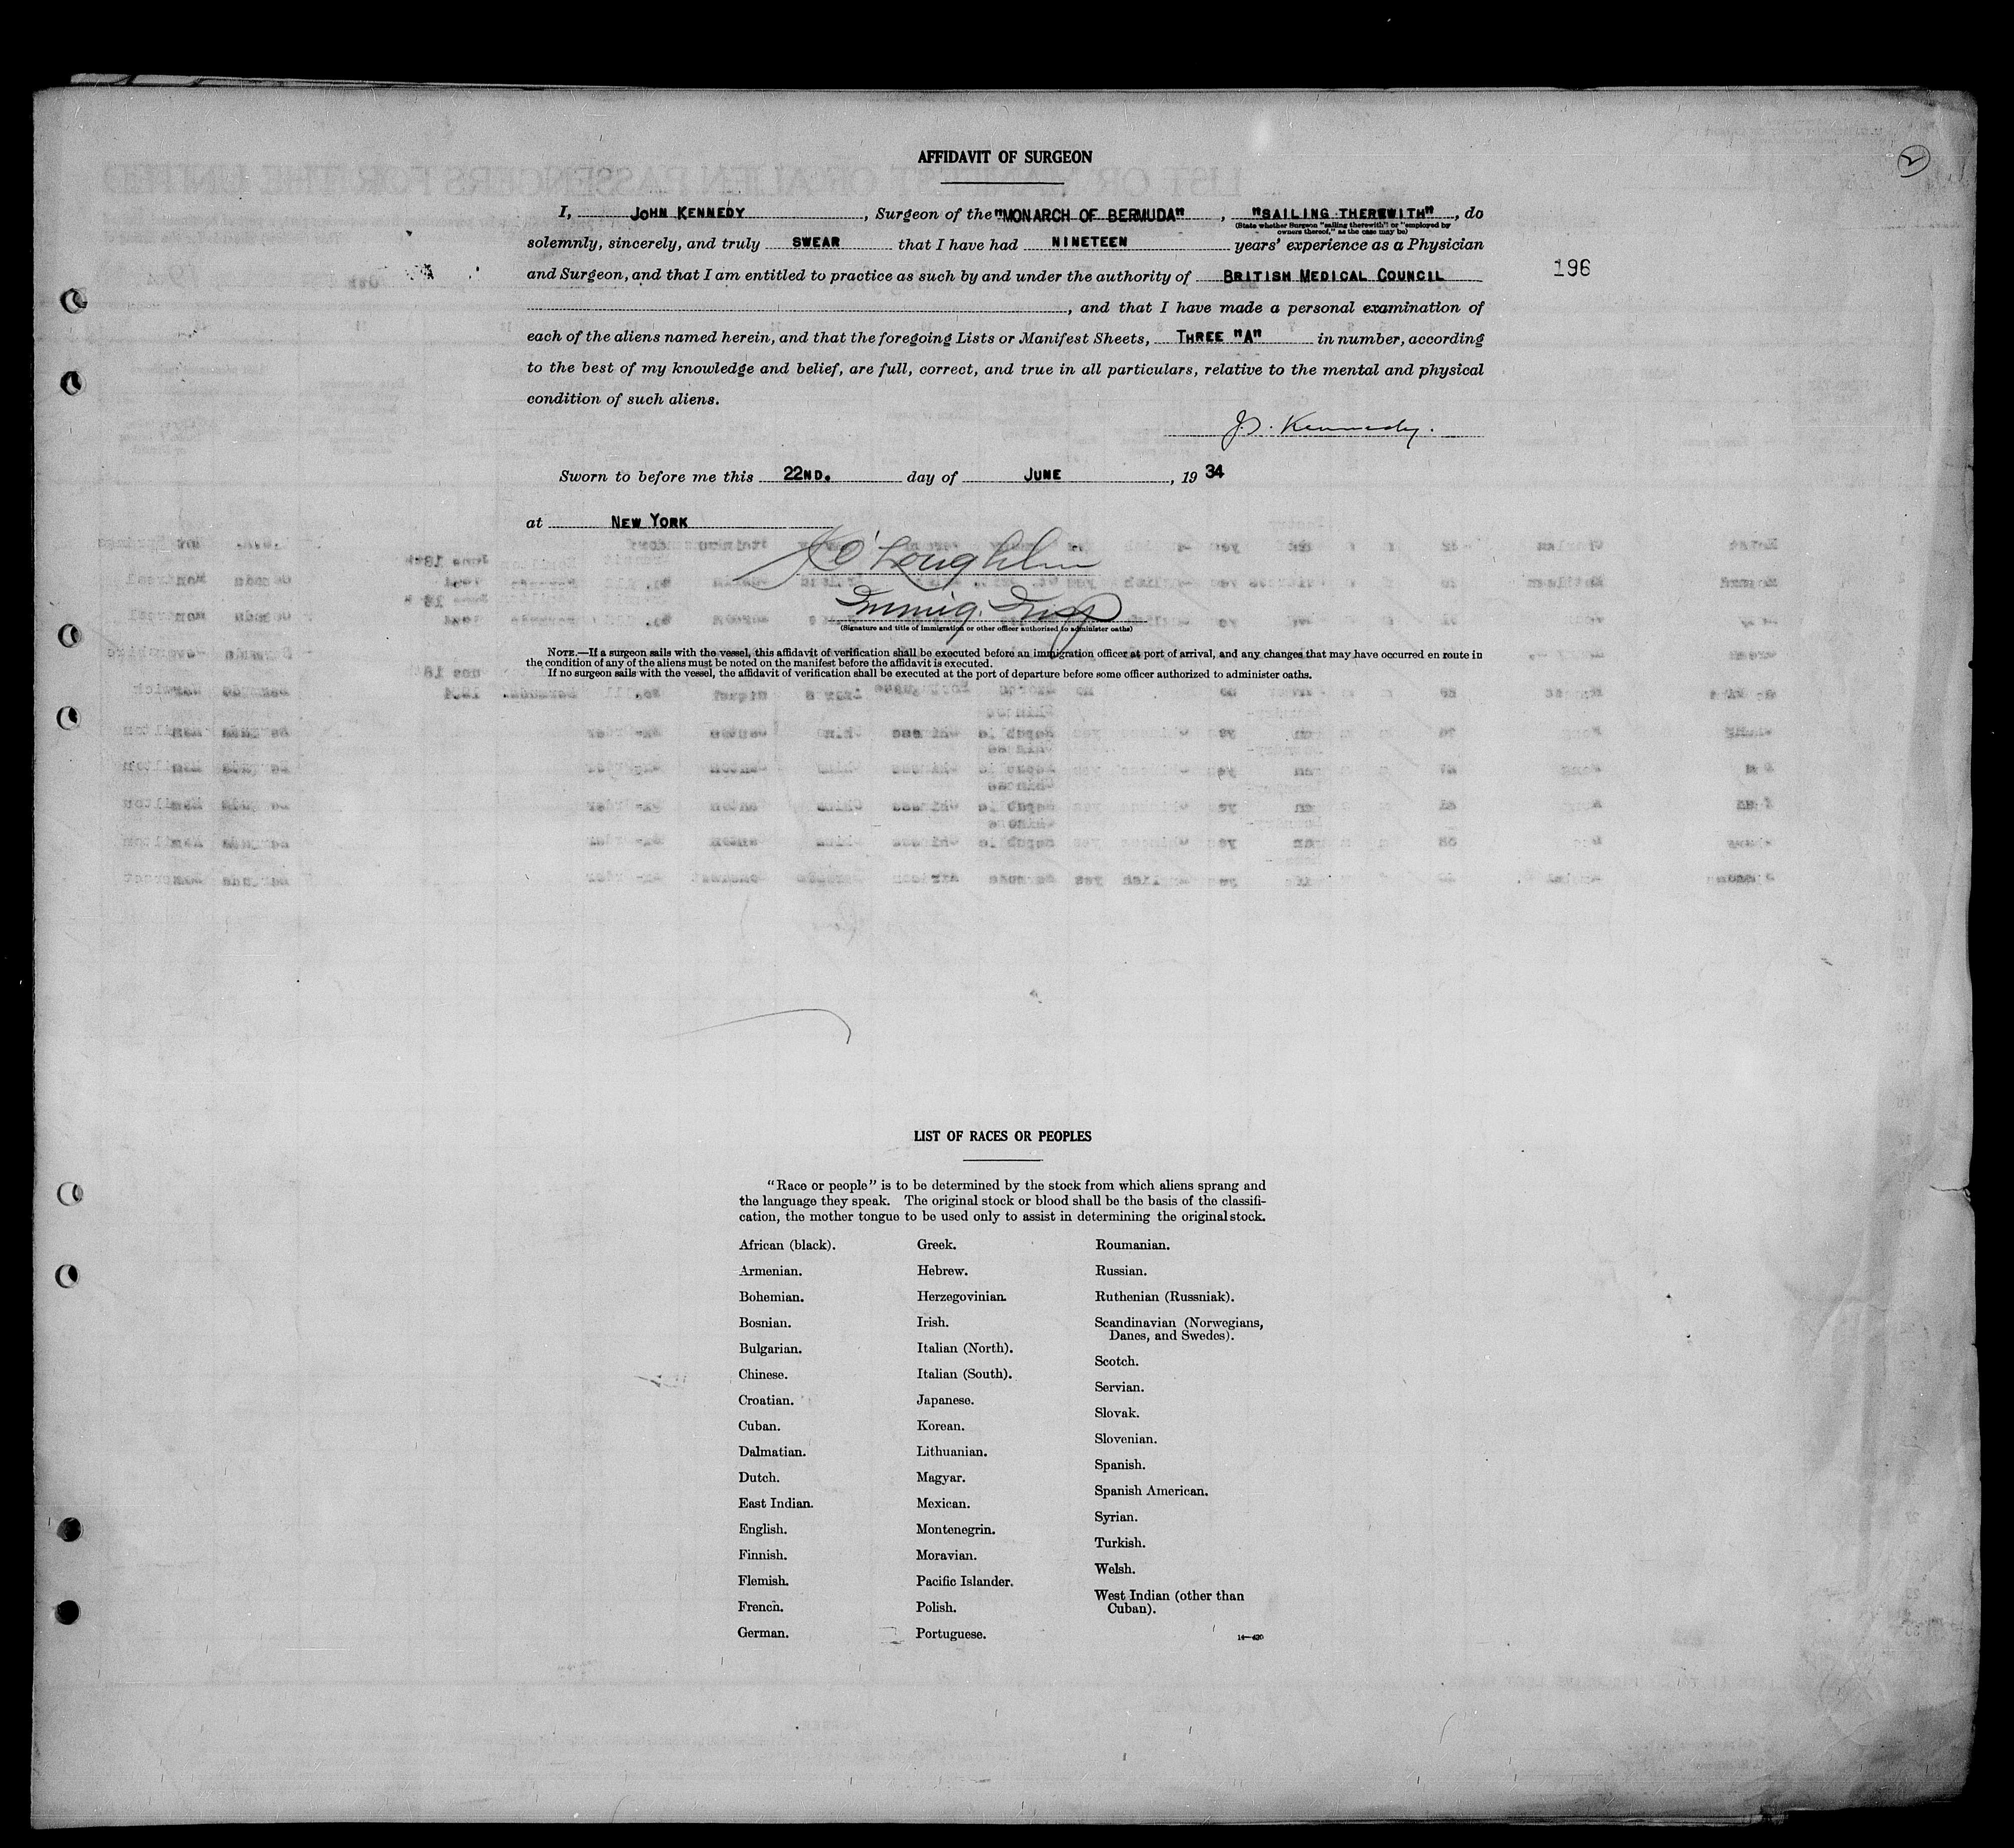 AFFIDAVIT OF SURGEON
2
I, JOHN KENNEDY, Surgeon of the "MONARCH OF BERMUDA", "SAILING THEREWITH", do
(State whether Surgeon "sailing therewith" or "employed by owners thereof," as the case may be)
solemnly, sincerely, and truly SWEAR that I have had NINETEEN years' experience as a Physician
and Surgeon, and that I am entitled to practice as such by and under the authority of BRITISH MEDICAL COUNCIL
196
, and that I have made a personal examination of
each of the aliens named herein, and that the foregoing Lists or Manifest Sheets, THREE "A" in number, according
to the best of my knowledge and belief, are full, correct, and true in all particulars, relative to the mental and physical
condition of such aliens.
J. Kennedy.
Sworn to before me this 22ND. day of JUNE, 19 34
at NEW YORK
O'Loughlin
Immig. Insp
(Signature and title of immigration or other officer authorized to administer oaths)
NOTE.—If a surgeon sails with the vessel, this affidavit of verification shall be executed before an immigration officer at port of arrival, and any changes that may have occurred en route in
the condition of any of the aliens must be noted on the manifest before the affidavit is executed.
If no surgeon sails with the vessel, the affidavit of verification shall be executed at the port of departure before some officer authorized to administer oaths.
LIST OF RACES OR PEOPLES
"Race or people" is to be determined by the stock from which aliens sprang and
the language they speak. The original stock or blood shall be the basis of the classifi-
cation, the mother tongue to be used only to assist in determining the original stock.
African (black).
Armenian.
Bohemian.
Bosnian.
Bulgarian.
Chinese.
Croatian.
Cuban.
Dalmatian.
Dutch.
East Indian.
English.
Finnish.
Flemish.
French.
German.
Greek.
Hebrew.
Herzegovinian.
Irish.
Italian (North).
Italian (South).
Japanese.
Korean.
Lithuanian.
Magyar.
Mexican.
Montenegrin.
Moravian.
Pacific Islander.
Polish.
Portuguese.
Roumanian.
Russian.
Ruthenian (Russniak).
Scandinavian (Norwegians,
Danes, and Swedes).
Scotch.
Servian.
Slovak.
Slovenian.
Spanish.
Spanish American.
Syrian.
Turkish.
Welsh.
West Indian (other than
Cuban).
14—430